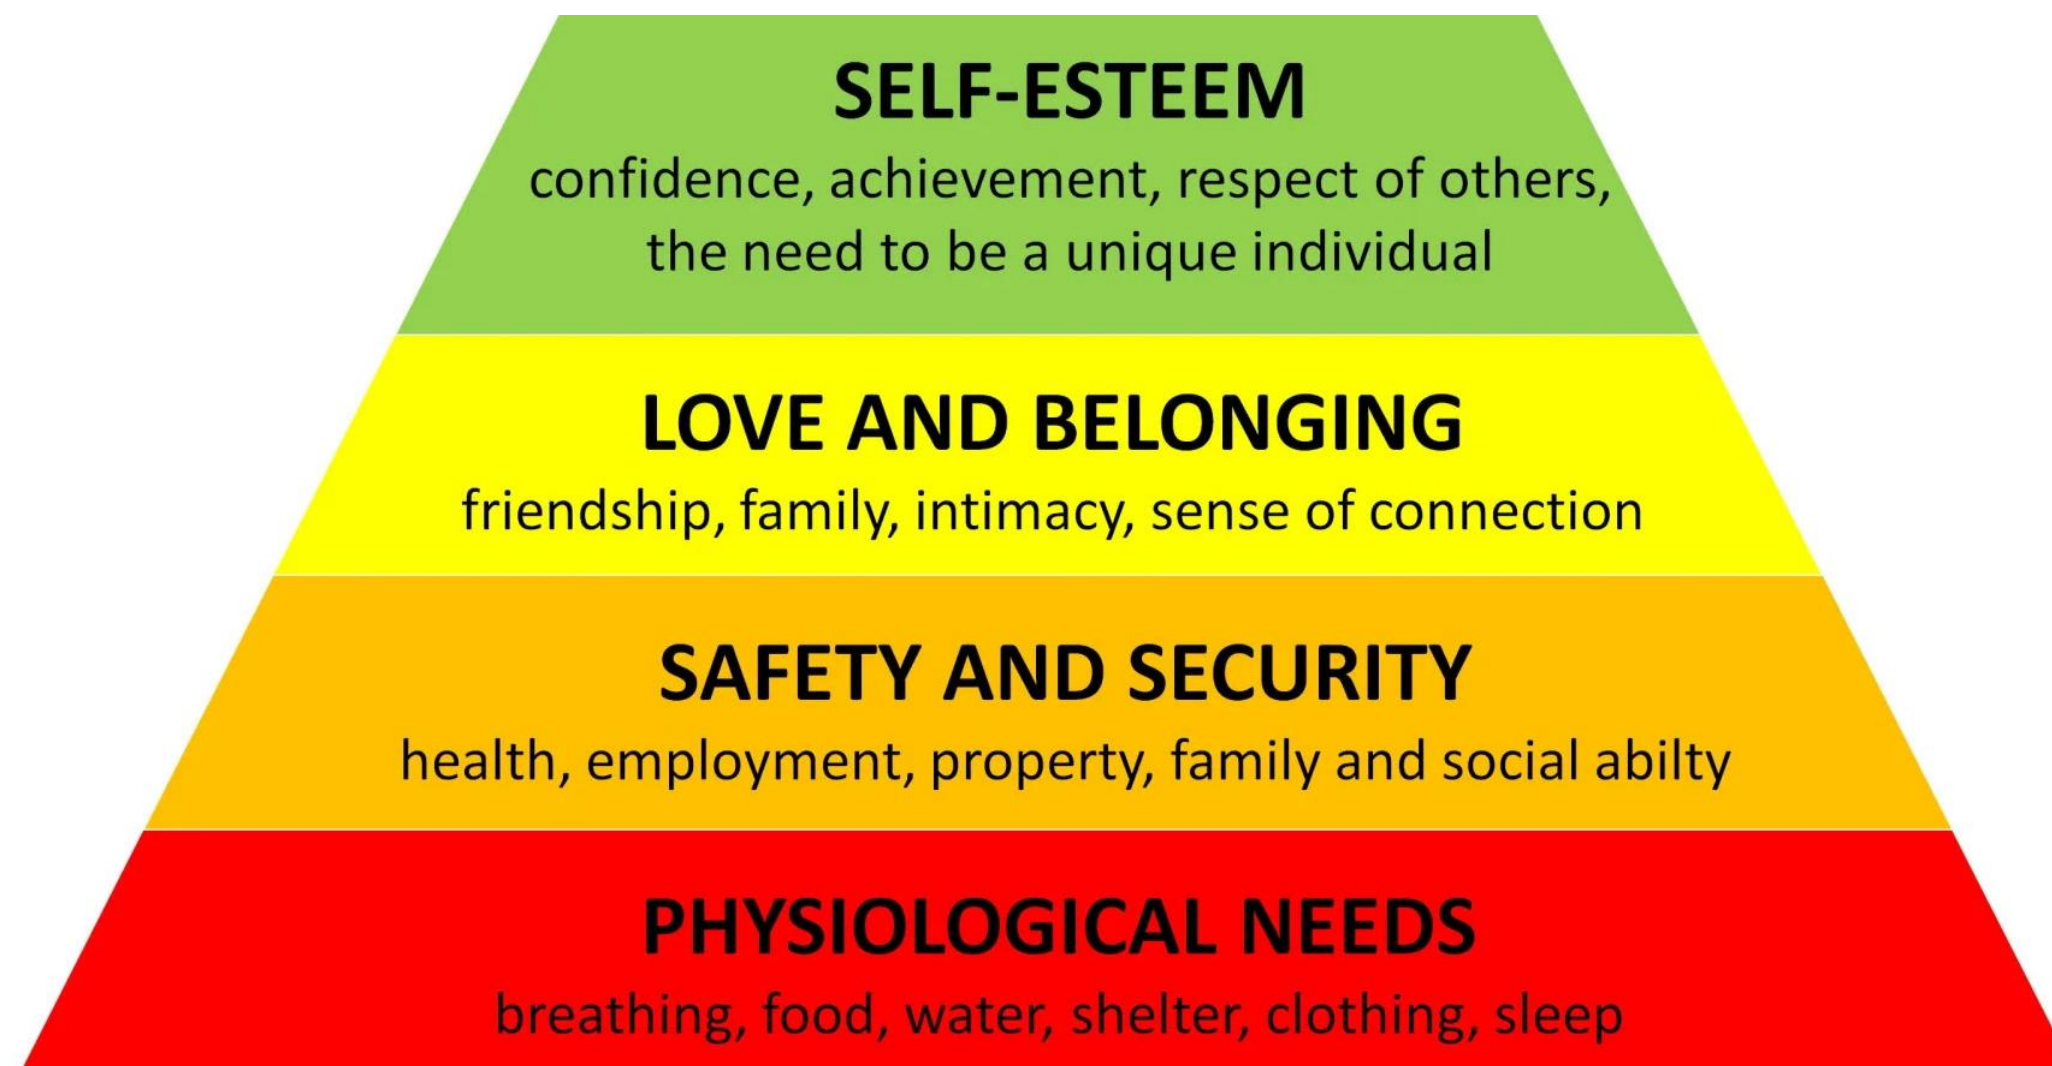 SELF-ESTEEM
confidence, achievement, respect of others,
the need to be a unique individual
LOVE AND BELONGING
friendship, family, intimacy, sense of connection
SAFETY AND SECURITY
health, employment, property, family and social abilty
PHYSIOLOGICAL NEEDS
breathing, food, water, shelter, clothing, sleep